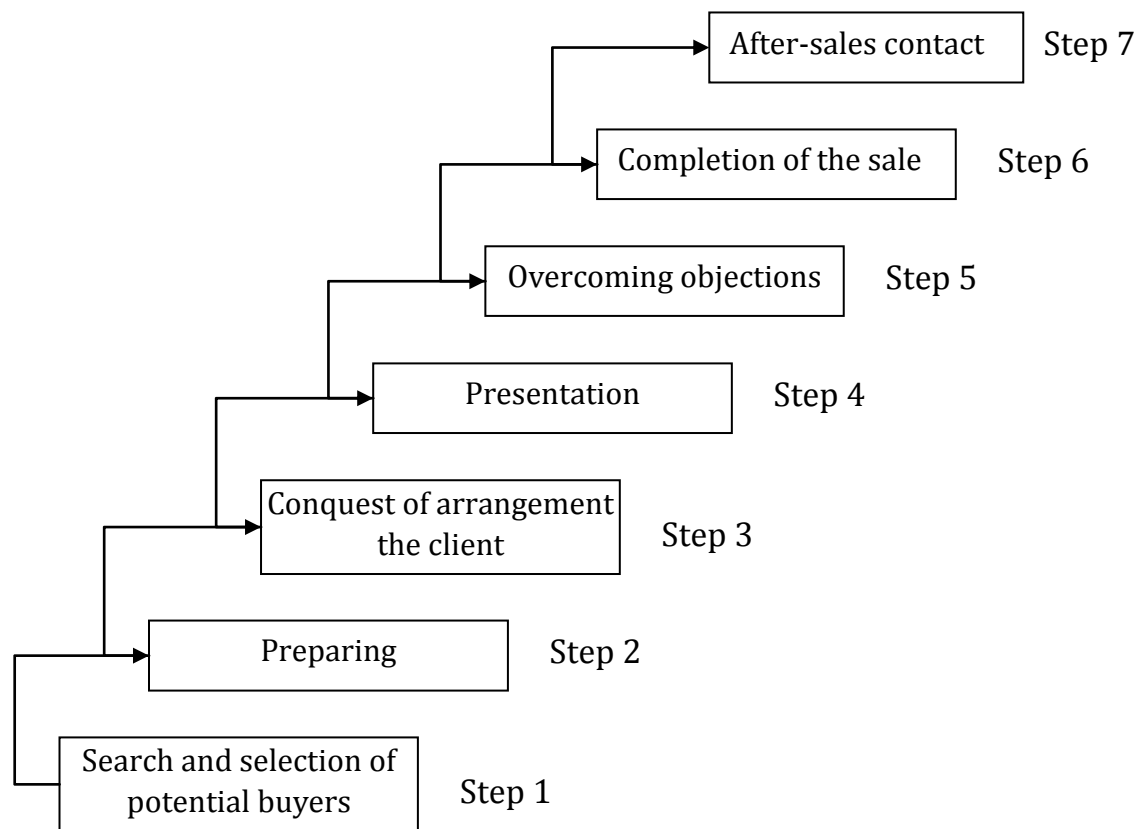 After-sales contact Step 7
Completion of the sale Step 6
Overcoming objections Step 5
Presentation Step 4
Conquest of arrangement
the client Step 3
Preparing Step 2
Search and selection of
potential buyers Step 1